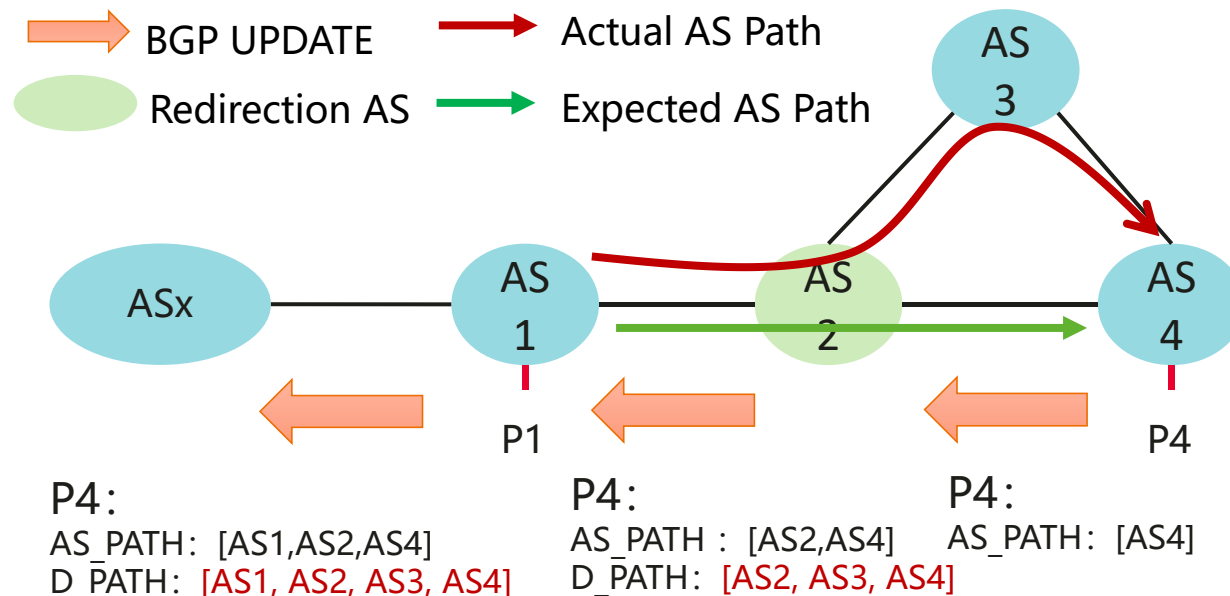 BGP UPDATE
Actual AS Path
Redirection AS
Expected AS Path
AS
3
ASx
AS
1
AS
2
AS
4
P1
P4
P4：
AS_PATH：[AS1,AS2,AS4]
D_PATH：[AS1, AS2, AS3, AS4]
P4：
AS_PATH：[AS2,AS4]
D_PATH：[AS2, AS3, AS4]
P4：
AS_PATH：[AS4]